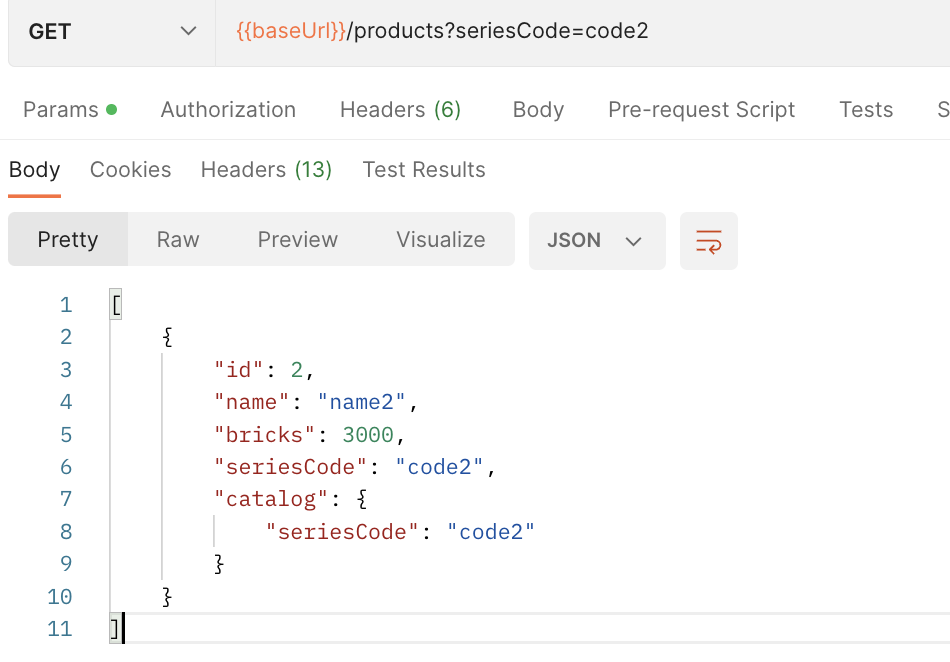 GET {{baseUrl}}/products?seriesCode=code2
Params Authorization Headers (6) Body Pre-request Script Tests S
Body Cookies Headers (13) Test Results
Pretty Raw Preview Visualize JSON
1 [
2 {
3 "id": 2,
4 "name": "name2",
5 "bricks": 3000,
6 "seriesCode": "code2",
7 "catalog": {
8 "seriesCode": "code2"
9 }
10 }
11 ]